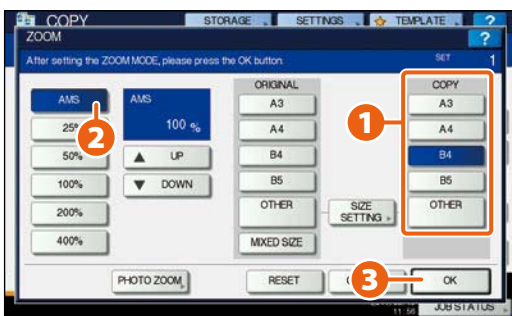 COPY STORAGE SETTINGS TEMPLATE ?
ZOOM ?
After setting the ZOOM MODE, please press the OK button. SET 1
ORIGINAL COPY
AMS AMS A3 1 A3
2
25% 100 % A4 A4
50% UP B4 B4
100% DOWN B5 B5
200% OTHER SIZE SETTING OTHER
400% MIXED SIZE
PHOTO ZOOM RESET 3 OK
11:56 JOB STATUS